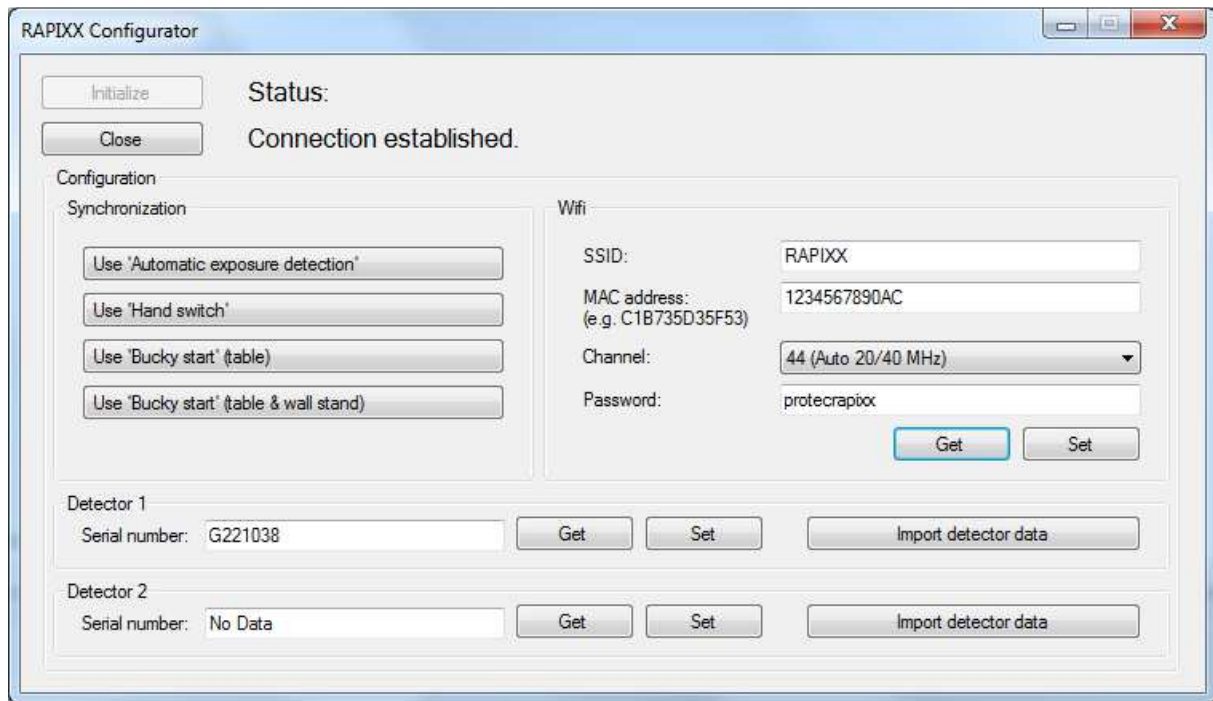 RAPIXX Configurator
Initialize
Status:
Close
Connection established.
Configuration
Synchronization
Use 'Automatic exposure detection'
Use 'Hand switch'
Use 'Bucky start' (table)
Use 'Bucky start' (table & wall stand)
Wifi
SSID: RAPIXX
MAC address: 1234567890AC
(e.g. C1B735D35F53)
Channel: 44 (Auto 20/40 MHz)
Password: protecrapixx
Get Set
Detector 1
Serial number: G221038 Get Set Import detector data
Detector 2
Serial number: No Data Get Set Import detector data